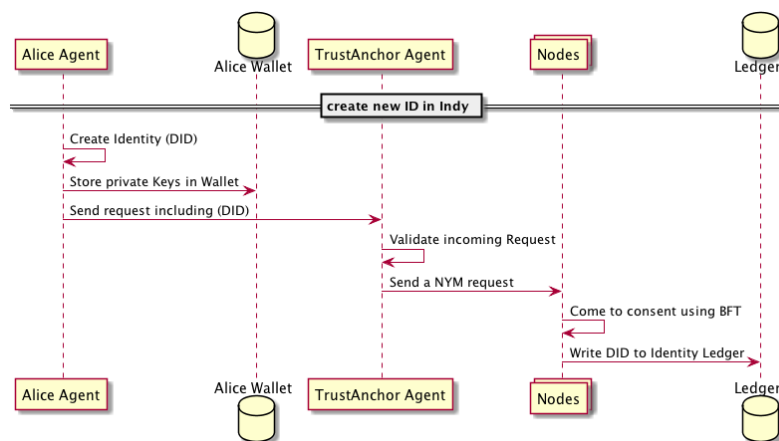 Alice Agent
Alice Wallet
TrustAnchor Agent
Nodes
Ledger
create new ID in Indy
Create Identity (DID)
Store private Keys in Wallet
Send request including (DID)
Validate incoming Request
Send a NYM request
Come to consent using BFT
Write DID to Identity Ledger
Alice Agent
Alice Wallet
TrustAnchor Agent
Nodes
Ledger